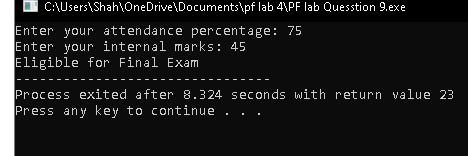 C:\Users\Shah\OneDrive\Documents\pf lab 4\PF lab Quesstion 9.exe
Enter your attendance percentage: 75
Enter your internal marks: 45
Eligible for Final Exam
--------------------------------
Process exited after 8.324 seconds with return value 23
Press any key to continue . . .